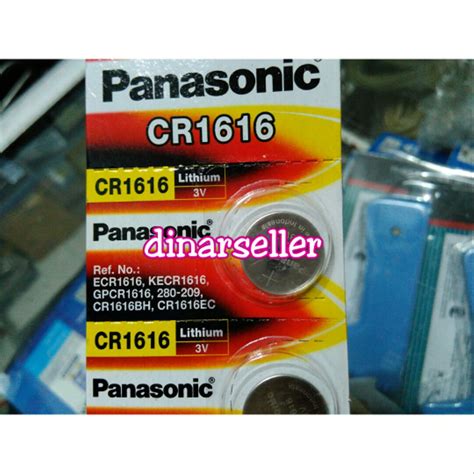 Panasonic
CR1616
CR1616 Lithium 3V
Panasonic
dinarseller
Ref. No.:
ECR1616, KECR1616,
GPCR1616, 280-209,
CR1616BH, CR1616EC
CR1616 Lithium 3V
Panasonic